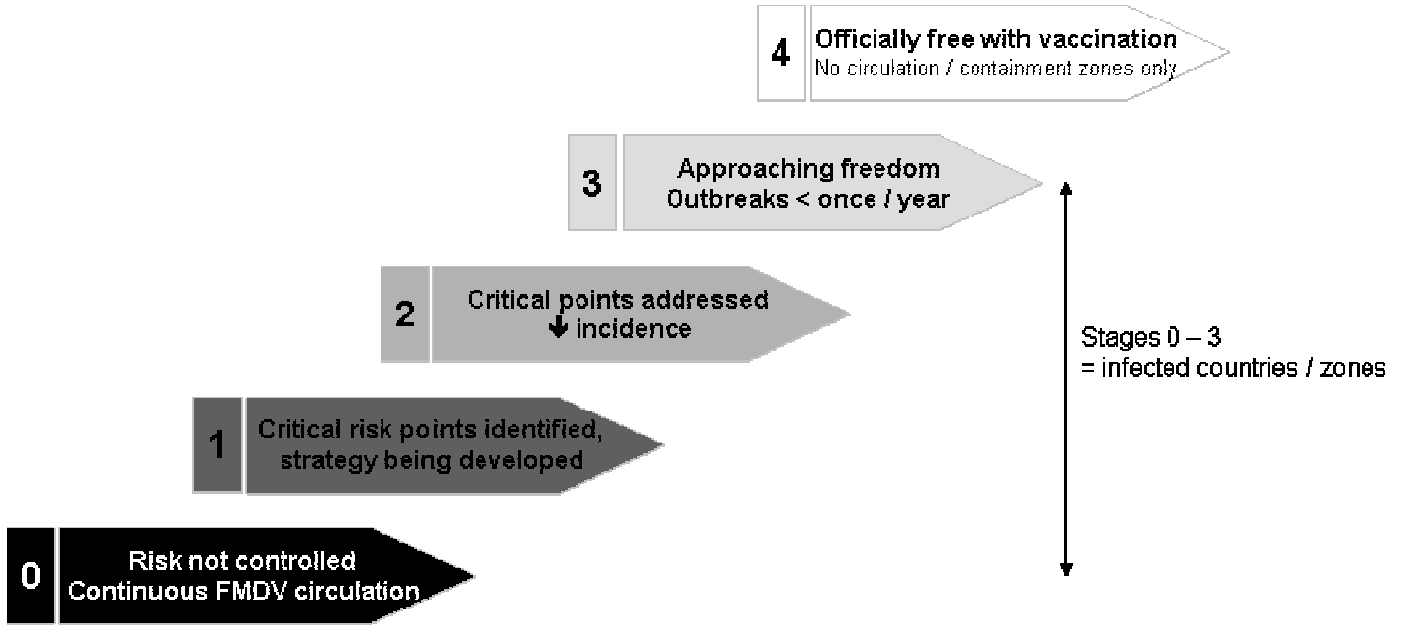 4
Officially free with vaccination
No circulation / containment zones only
3
Approaching freedom
Outbreaks < once / year
2
Critical points addressed
🡻 incidence
Stages 0 – 3
= infected countries / zones
1
Critical risk points identified,
strategy being developed
0
Risk not controlled
Continuous FMDV circulation